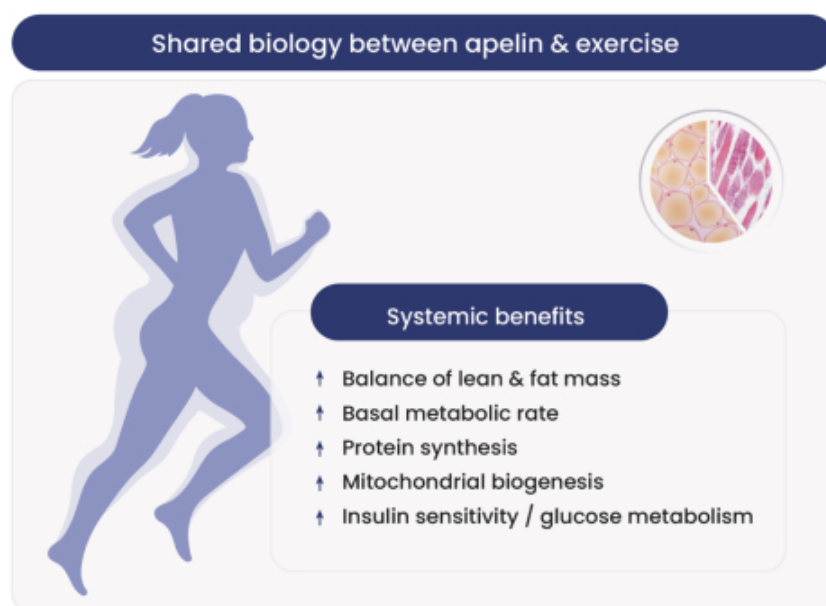 Shared biology between apelin & exercise
Systemic benefits
↑ Balance of lean & fat mass
↑ Basal metabolic rate
↑ Protein synthesis
↑ Mitochondrial biogenesis
↑ Insulin sensitivity / glucose metabolism